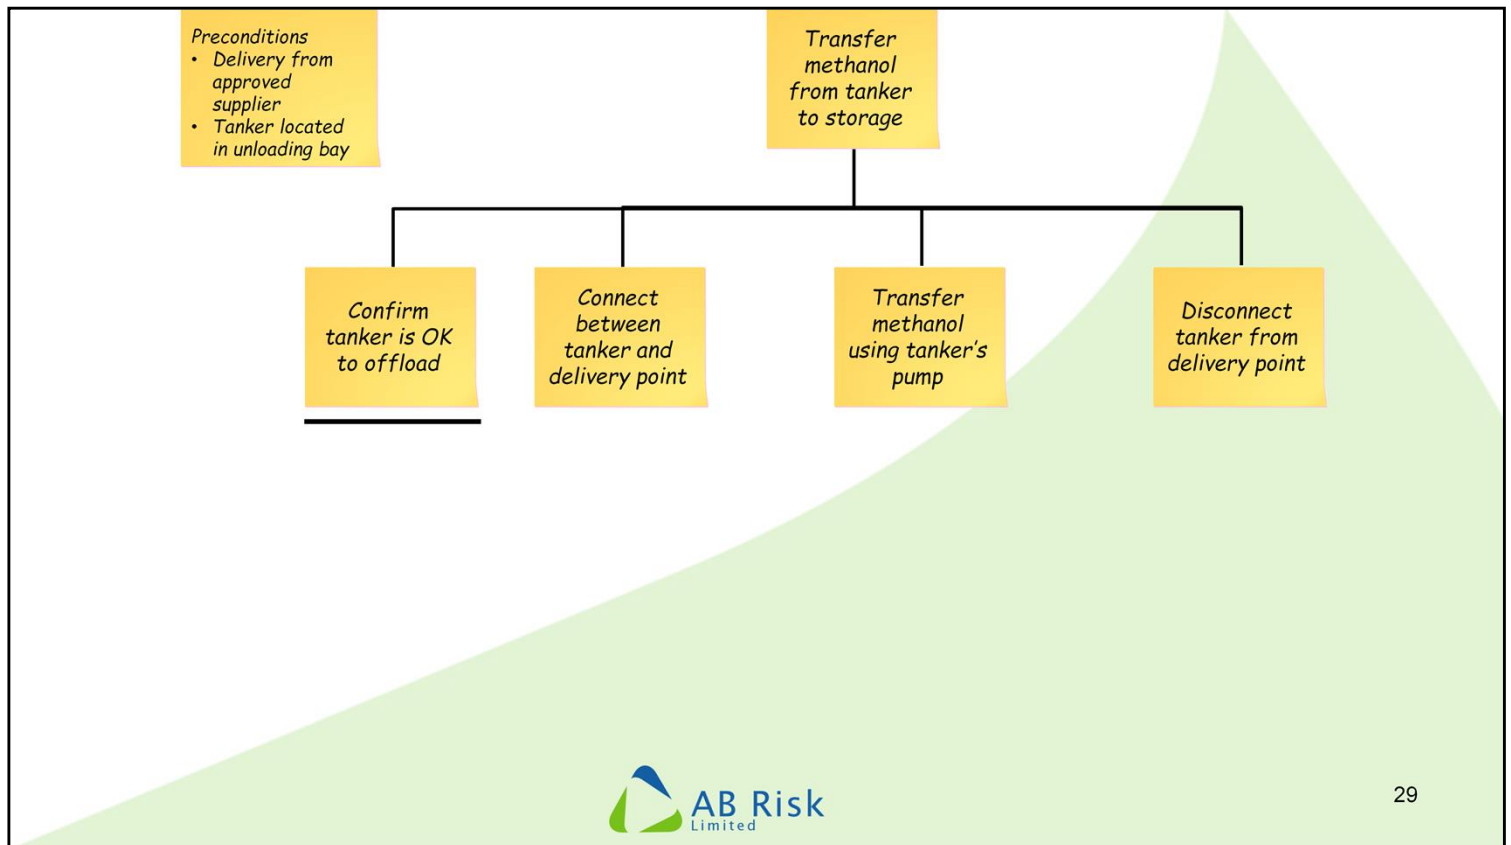 Preconditions
• Delivery from
approved
supplier
• Tanker located
in unloading bay
Transfer
methanol
from tanker
to storage
Confirm
tanker is OK
to offload
Connect
between
tanker and
delivery point
Transfer
methanol
using tanker's
pump
Disconnect
tanker from
delivery point
AB Risk
Limited
29